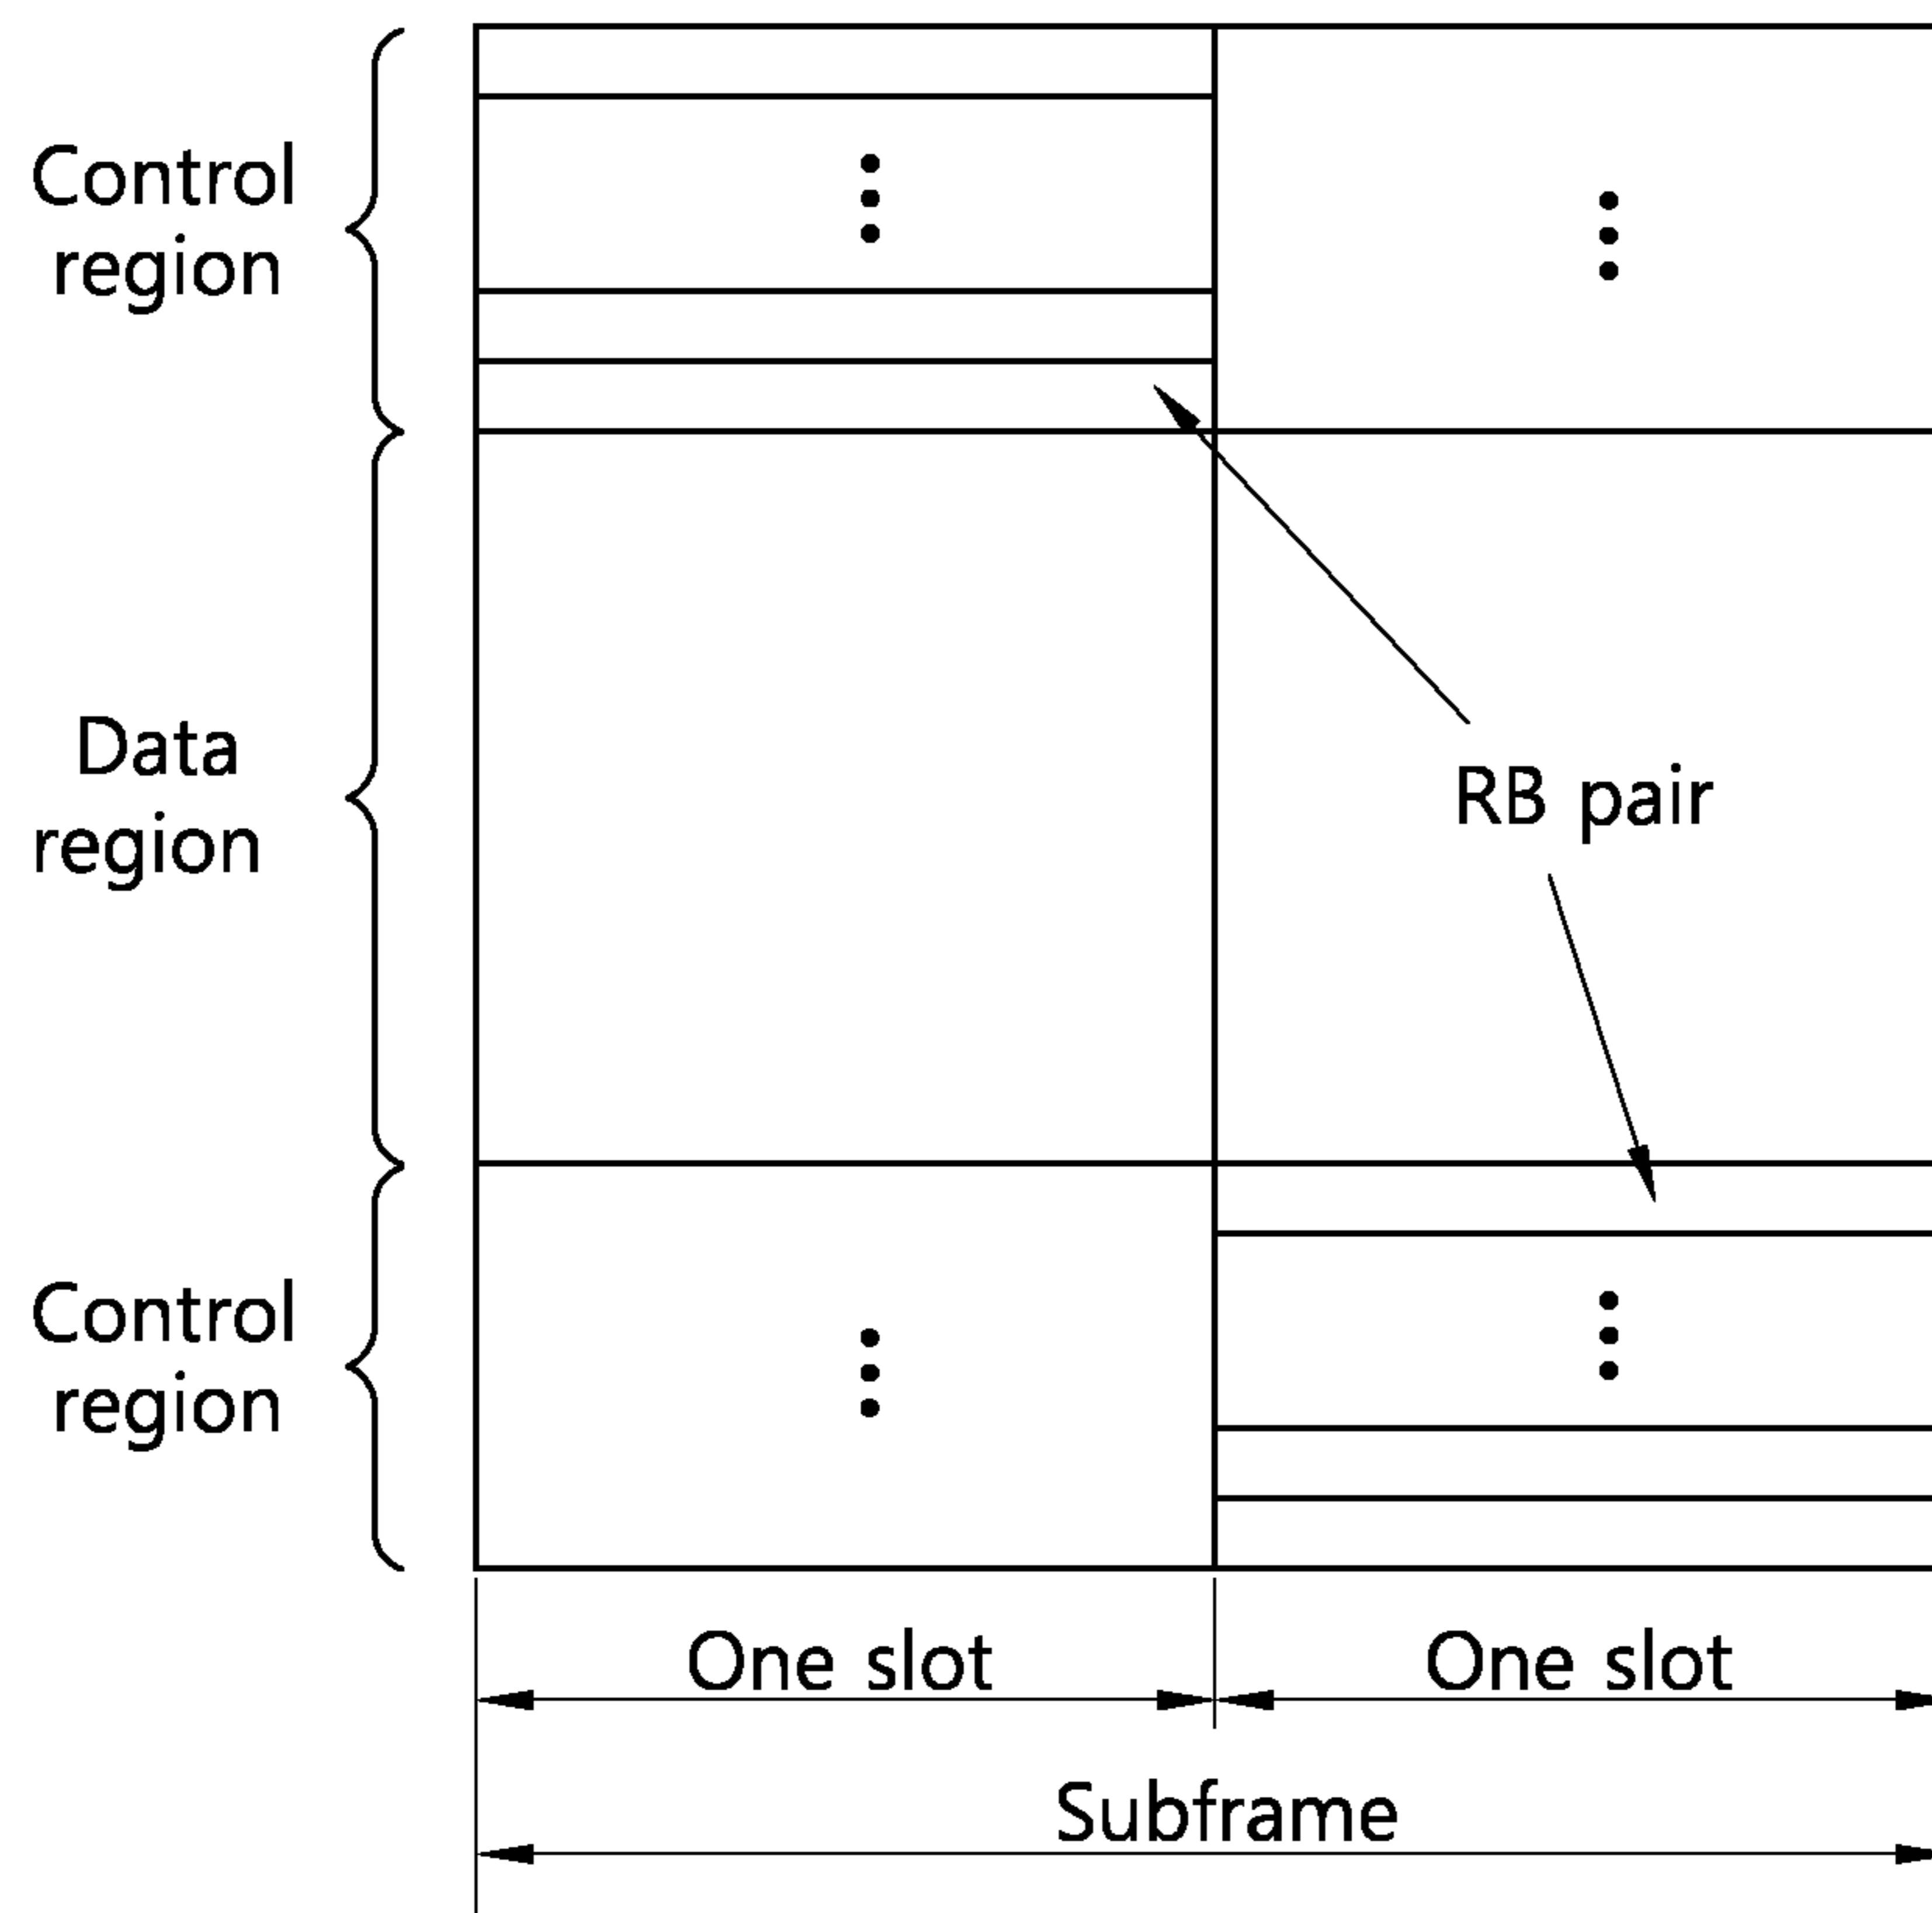 Control
region
Data
region
RB pair
Control
region
One slot
One slot
Subframe